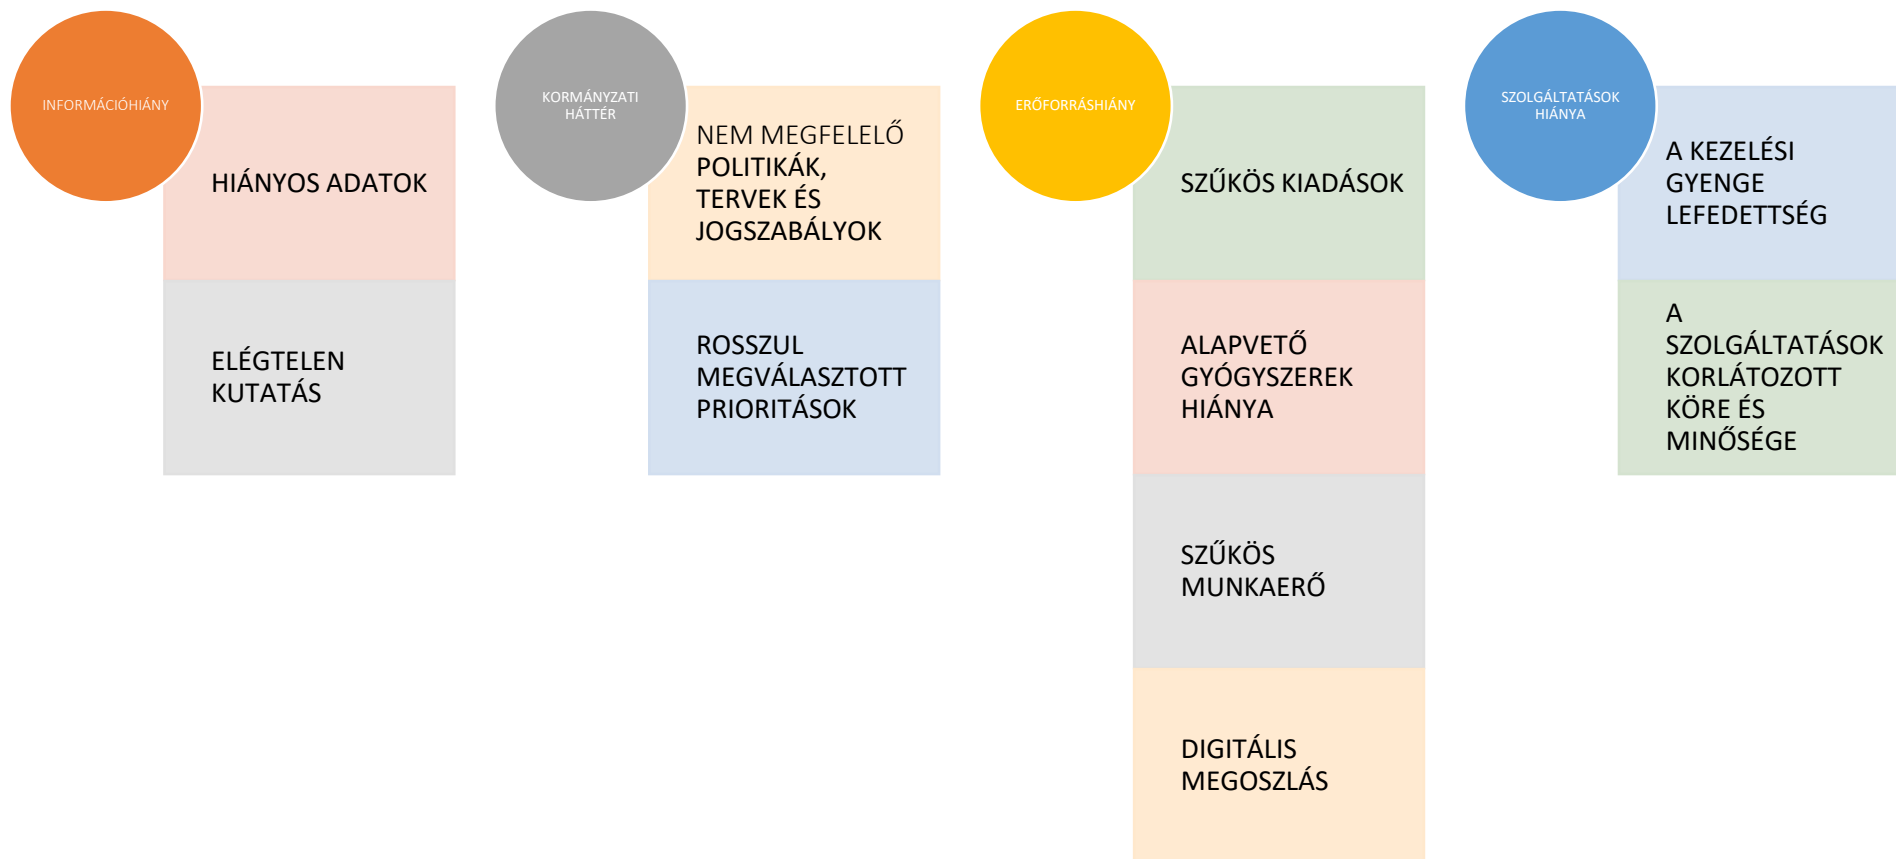 INFORMÁCIÓHIÁNY
HIÁNYOS ADATOK
ELÉGTELEN
KUTATÁS
KORMÁNYZATI
HÁTTÉR
NEM MEGFELELŐ
POLITIKÁK,
TERVEK ÉS
JOGSZABÁLYOK
ROSSZUL
MEGVÁLASZTOTT
PRIORITÁSOK
ERŐFORRÁSHIÁNY
SZŰKÖS KIADÁSOK
ALAPVETŐ
GYÓGYSZEREK
HIÁNYA
SZŰKÖS
MUNKAERŐ
DIGITÁLIS
MEGOSZLÁS
SZOLGÁLTATÁSOK
HIÁNYA
A KEZELÉSI
GYENGE
LEFEDETTSÉG
A
SZOLGÁLTATÁSOK
KORLÁTOZOTT
KÖRE ÉS
MINŐSÉGE